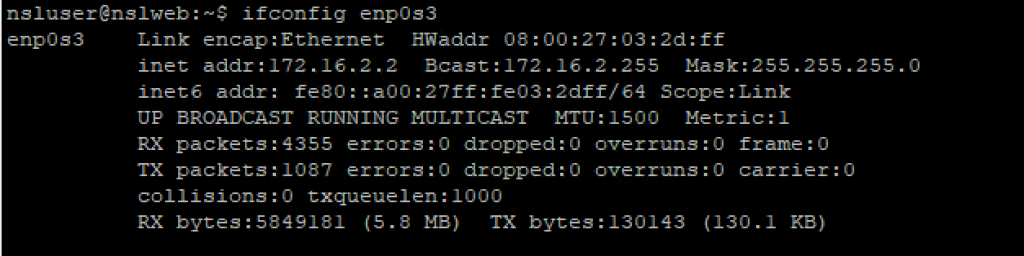 nsluser@nslweb:~$ ifconfig enp0s3
enp0s3    Link encap:Ethernet  HWaddr 08:00:27:03:2d:ff
          inet addr:172.16.2.2  Bcast:172.16.2.255  Mask:255.255.255.0
          inet6 addr: fe80::a00:27ff:fe03:2dff/64 Scope:Link
          UP BROADCAST RUNNING MULTICAST  MTU:1500  Metric:1
          RX packets:4355 errors:0 dropped:0 overruns:0 frame:0
          TX packets:1087 errors:0 dropped:0 overruns:0 carrier:0
          collisions:0 txqueuelen:1000
          RX bytes:5849181 (5.8 MB)  TX bytes:130143 (130.1 KB)